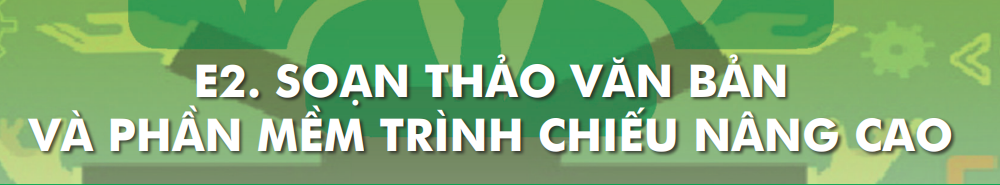 E2. SOẠN THẢO VĂN BẢN
VÀ PHẦN MỀM TRÌNH CHIẾU NÂNG CAO